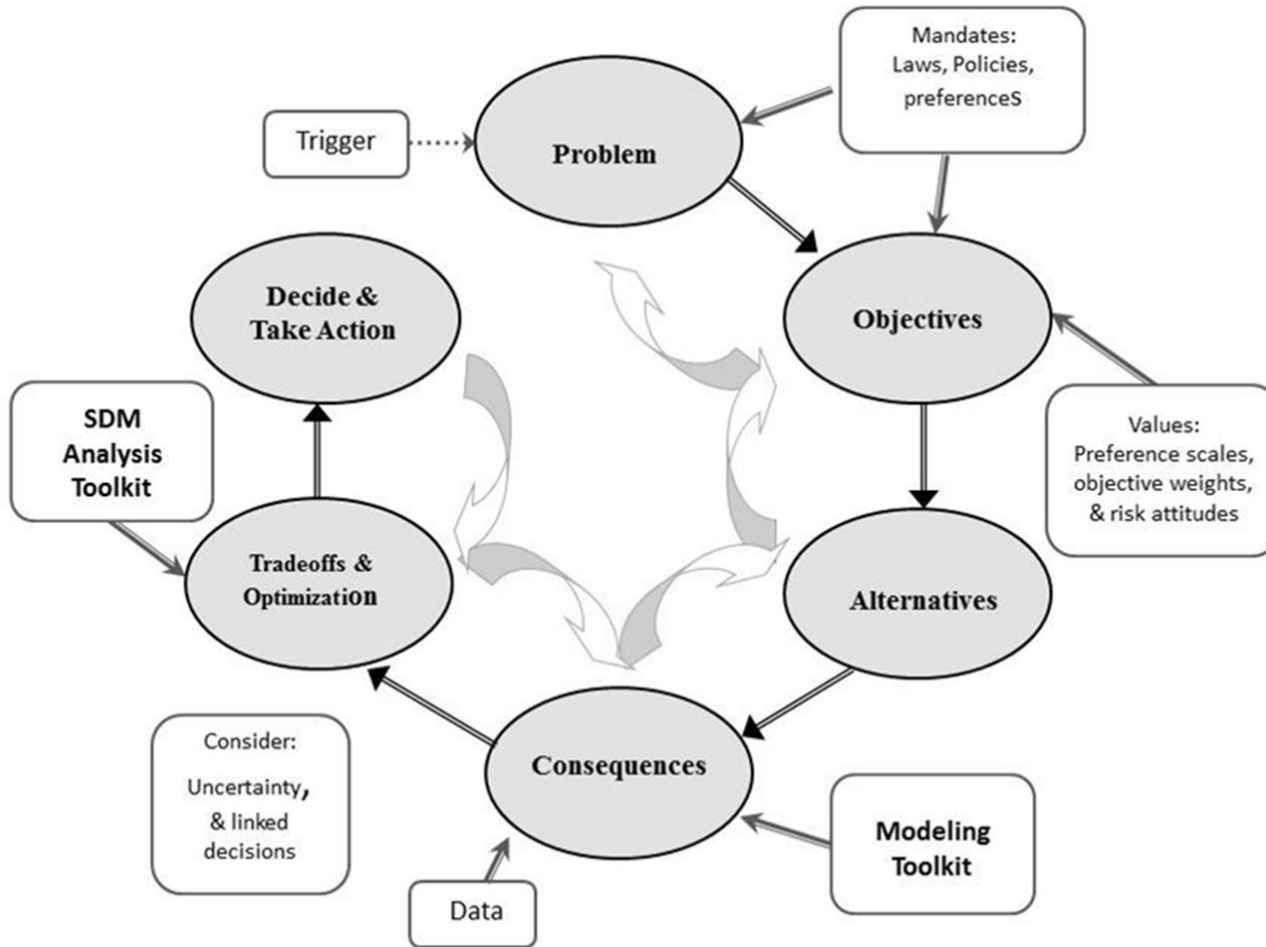 Mandates:
Laws, Policies,
preferences
Trigger
Problem
Decide &
Take Action
Objectives
SDM
Analysis
Toolkit
Values:
Preference scales,
objective weights,
& risk attitudes
Tradeoffs &
Optimization
Alternatives
Consider:
Uncertainty,
& linked
decisions
Consequences
Modeling
Toolkit
Data